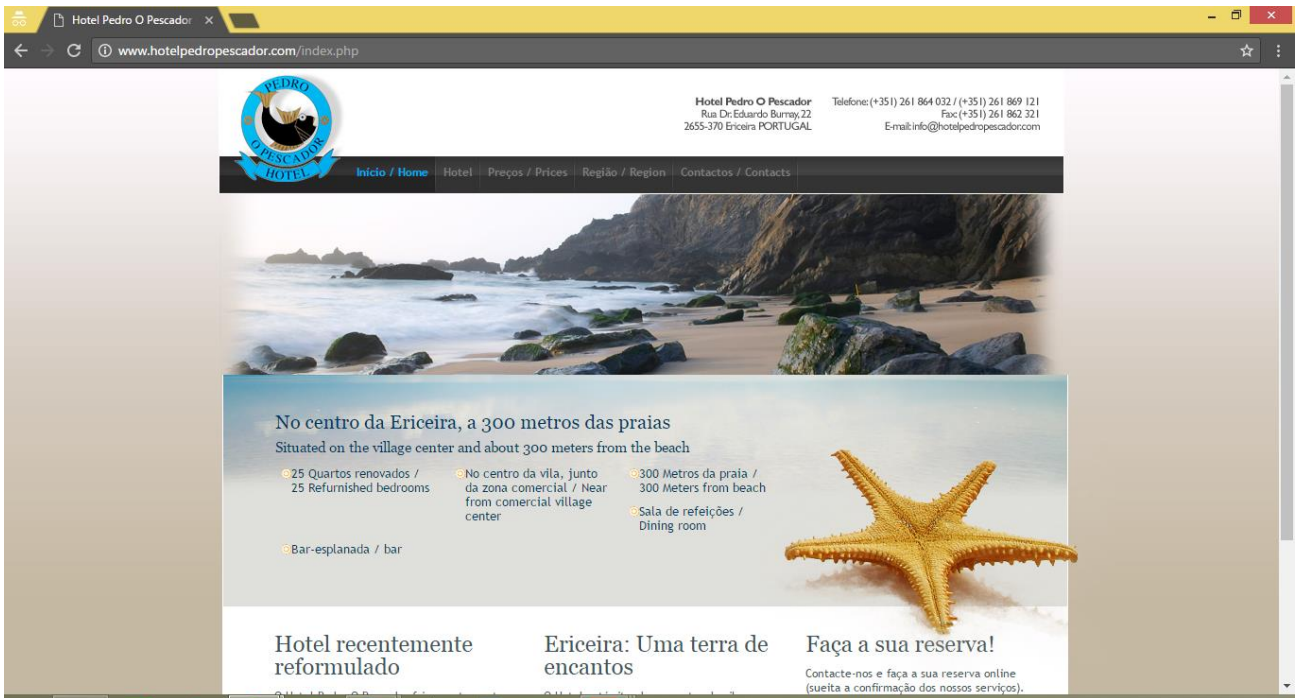 Hotel Pedro O Pescador
www.hotelpedropescador.com/index.php
PEDRO
O PESCADOR
HOTEL
Hotel Pedro O Pescador
Rua Dr. Eduardo Burnay, 22
2655-370 Ericeira PORTUGAL
Telefone: (+351) 261 864 032 / (+351) 261 869 121
Fax: (+351) 261 862 321
E-mail: info@hotelpedropescador.com
Início / Home Hotel Preços / Prices Região / Region Contactos / Contacts
No centro da Ericeira, a 300 metros das praias
Situated on the village center and about 300 meters from the beach
25 Quartos renovados /
25 Refurnished bedrooms
No centro da vila, junto
da zona comercial / Near
from comercial village
center
300 Metros da praia /
300 Meters from beach
Sala de refeições /
Dining room
Bar-esplanada / bar
Hotel recentemente
reformulado
Ericeira: Uma terra de
encantos
Faça a sua reserva!
Contacte-nos e faça a sua reserva online
(sueita a confirmação dos nossos serviços).